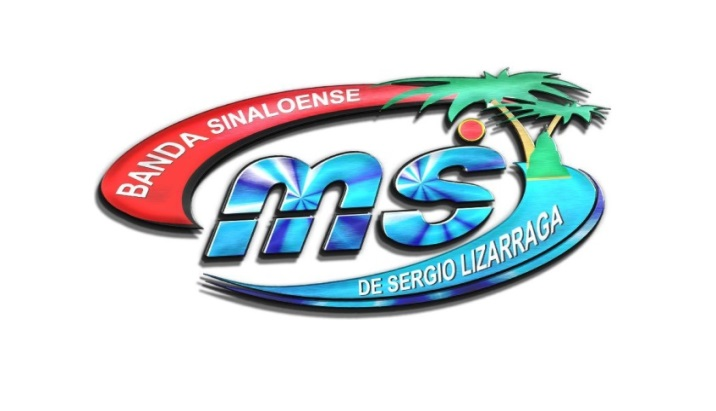 BANDA SINALOENSE
MS
DE SERGIO LIZARRAGA